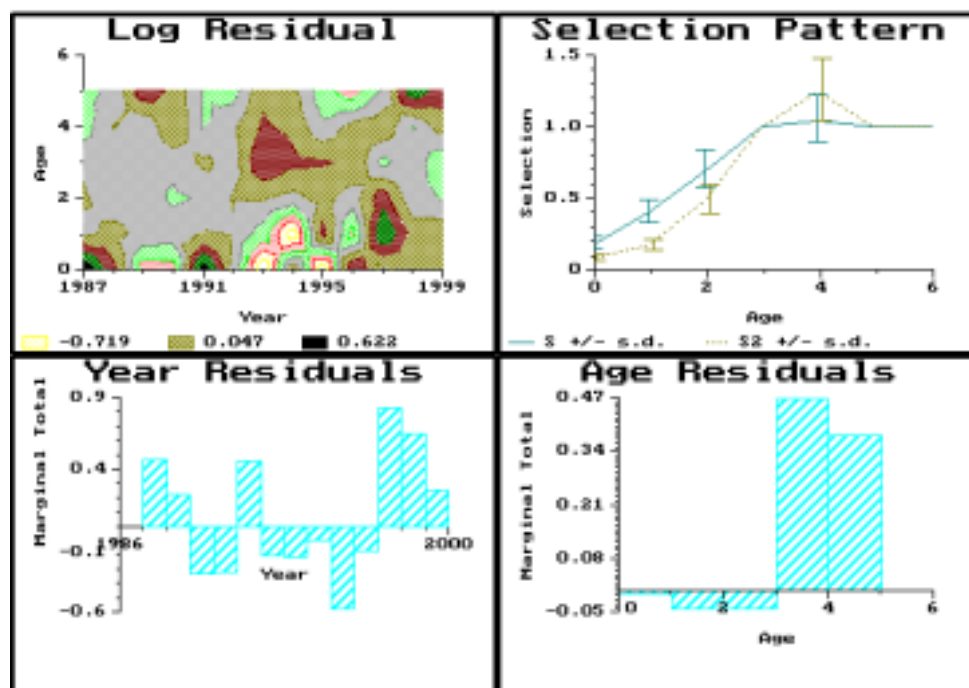 Log Residual
6
4
2
0
Age
1987 1991 1995 1999
Year
-0.719 0.047 0.622
Selection Pattern
1.5
1.0
0.5
0
Selection
0 2 4 6
Age
S +/- s.d. S2 +/- s.d.
Year Residuals
0.9
0.4
-0.1
-0.6
Marginal Total
1986 2000
Year
Age Residuals
0.47
0.34
0.21
0.08
-0.05
Marginal Total
0 2 4 6
Age